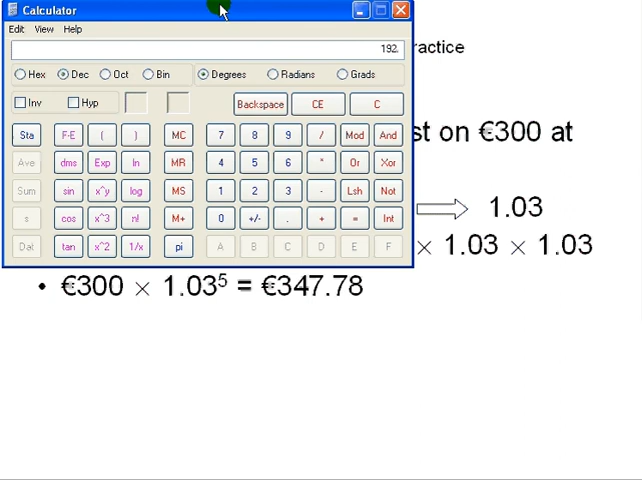 Calculator
Edit View Help
192.
Hex Dec Oct Bin Degrees Radians Grads
Inv Hyp Backspace CE C
Sta F-E ( ) MC 7 8 9 / Mod And
Ave dms Exp ln MR 4 5 6 * Or Xor
Sum sin x^y log MS 1 2 3 - Lsh Not
s cos x^3 n! M+ 0 +/- . + = Int
Dat tan x^2 1/x pi A B C D E F
ractice
st on €300 at
1.03
× 1.03 × 1.03
• €300 × 1.03⁵ = €347.78